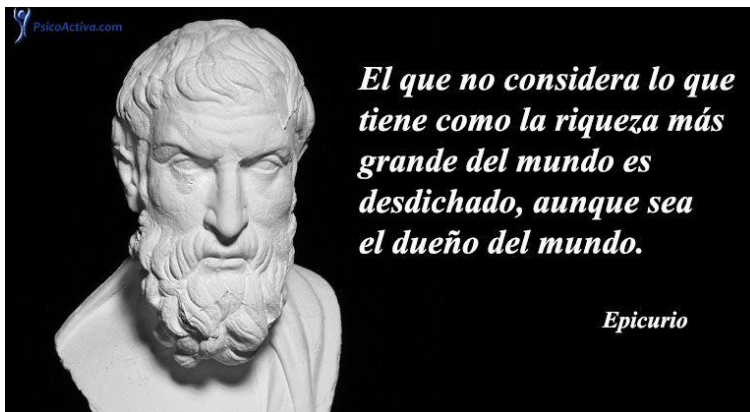 PsicoActiva.com
El que no considera lo que
tiene como la riqueza más
grande del mundo es
desdichado, aunque sea
el dueño del mundo.
Epicurio